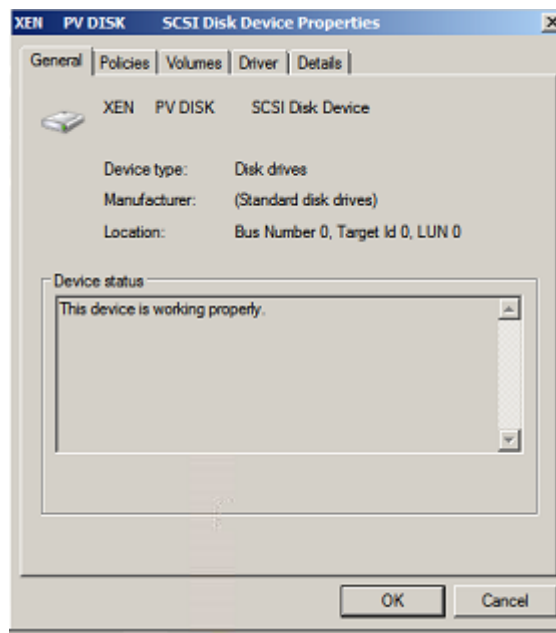 XEN PV DISK SCSI Disk Device Properties
General Policies Volumes Driver Details
XEN PV DISK SCSI Disk Device
Device type: Disk drives
Manufacturer: (Standard disk drives)
Location: Bus Number 0, Target Id 0, LUN 0
Device status
This device is working properly.
OK Cancel